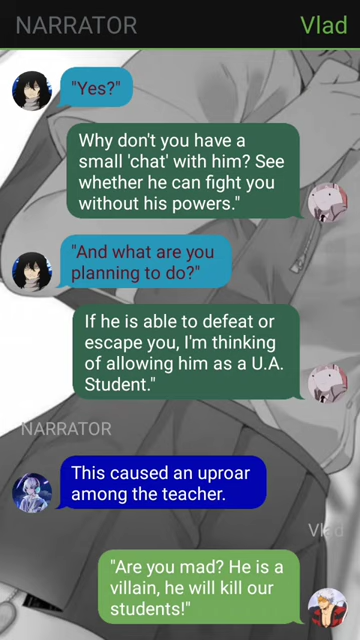 NARRATOR
Vlad
"Yes?"
Why don't you have a
small 'chat' with him? See
whether he can fight you
without his powers."
"And what are you
planning to do?"
If he is able to defeat or
escape you, I'm thinking
of allowing him as a U.A.
Student."
NARRATOR
This caused an uproar
among the teacher.
Vlad
"Are you mad? He is a
villain, he will kill our
students!"